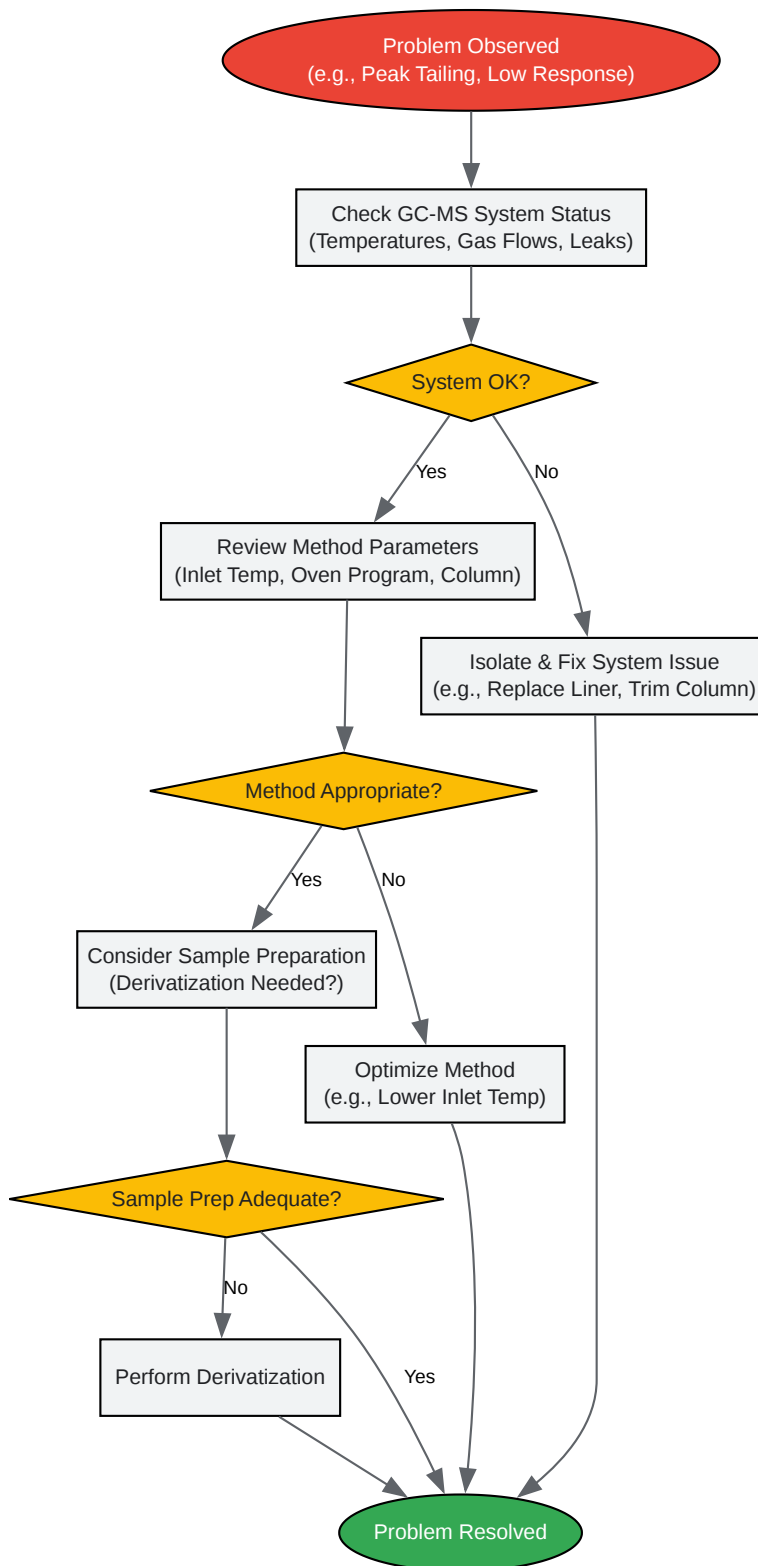 Problem Observed
(e.g., Peak Tailing, Low Response)
Check GC-MS System Status
(Temperatures, Gas Flows, Leaks)
System OK?
Yes
No
Review Method Parameters
(Inlet Temp, Oven Program, Column)
Isolate & Fix System Issue
(e.g., Replace Liner, Trim Column)
Method Appropriate?
Yes
No
Consider Sample Preparation
(Derivatization Needed?)
Optimize Method
(e.g., Lower Inlet Temp)
Sample Prep Adequate?
No
Yes
Perform Derivatization
Problem Resolved